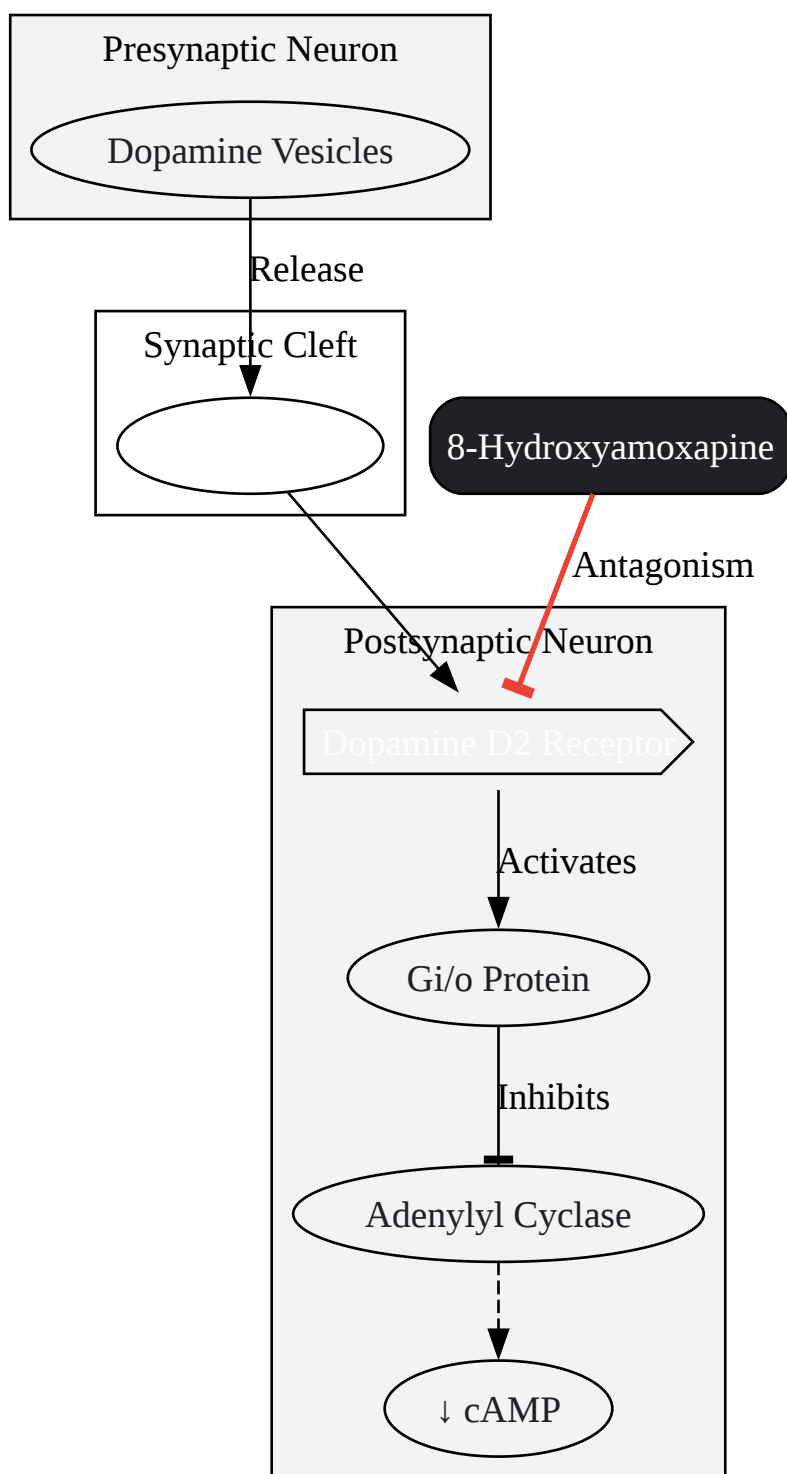 Presynaptic Neuron
Dopamine Vesicles
Release
Synaptic Cleft
8-Hydroxyamoxapine
Antagonism
Postsynaptic Neuron
Dopamine D2 Receptor
Activates
Gi/o Protein
Inhibits
Adenylyl Cyclase
↓ cAMP